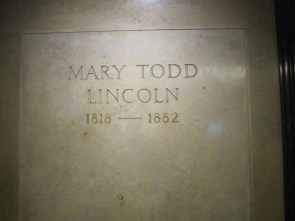 MARY TODD
LINCOLN
1818 — 1882